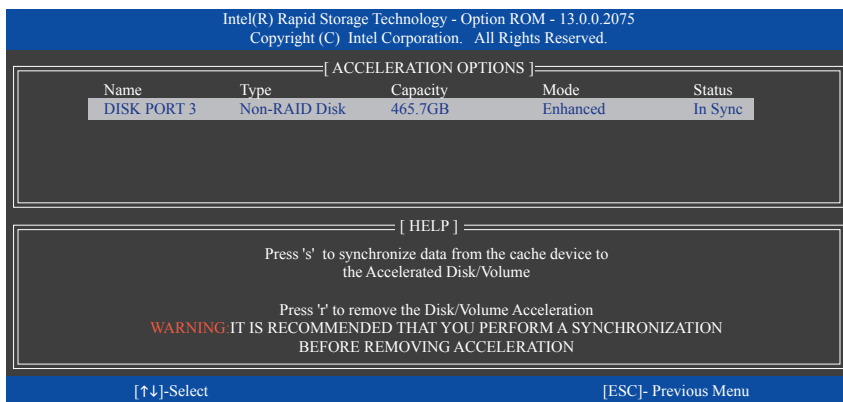 Intel(R) Rapid Storage Technology - Option ROM - 13.0.0.2075
Copyright (C) Intel Corporation. All Rights Reserved.
[ ACCELERATION OPTIONS ]
Name Type Capacity Mode Status
DISK PORT 3 Non-RAID Disk 465.7GB Enhanced In Sync
[ HELP ]
Press 's' to synchronize data from the cache device to
the Accelerated Disk/Volume
Press 'r' to remove the Disk/Volume Acceleration
WARNING:IT IS RECOMMENDED THAT YOU PERFORM A SYNCHRONIZATION
BEFORE REMOVING ACCELERATION
[↑↓]-Select [ESC]- Previous Menu